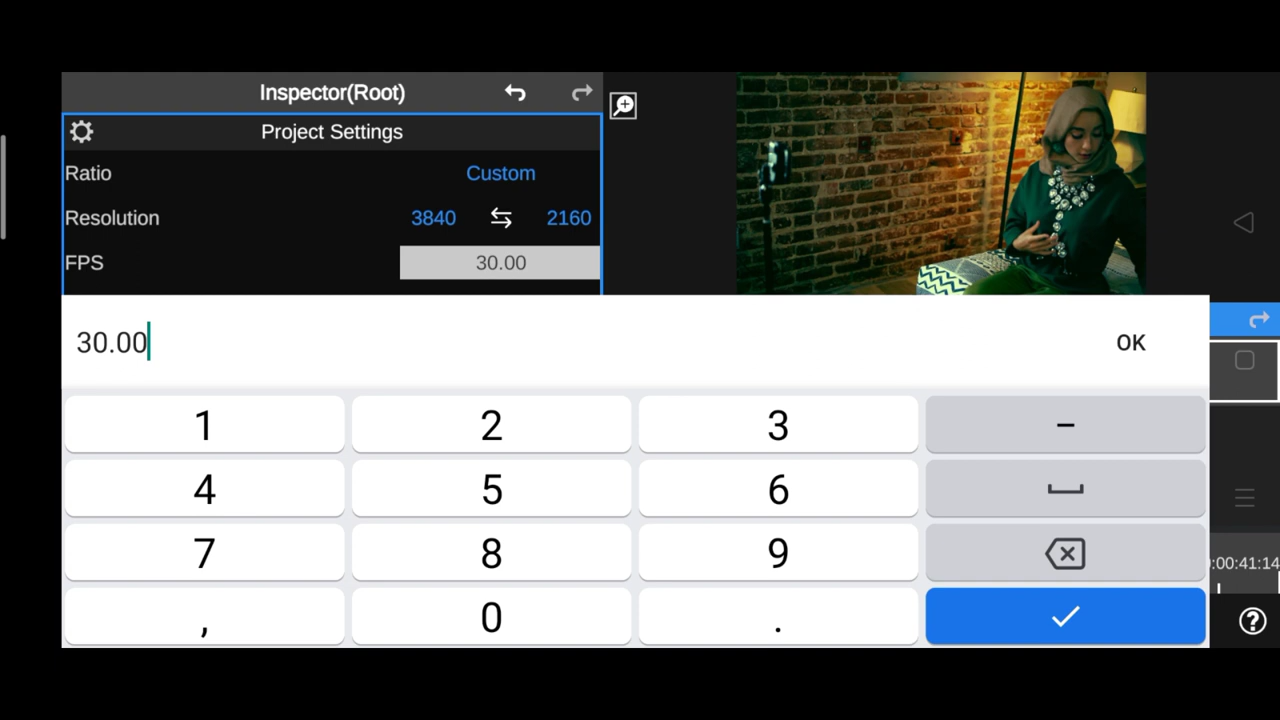 Inspector(Root)
Project Settings
Ratio Custom
Resolution 3840 2160
FPS 30.00
30.00 OK
1 2 3 –
4 5 6
7 8 9
:00:41:14
, 0 .
?